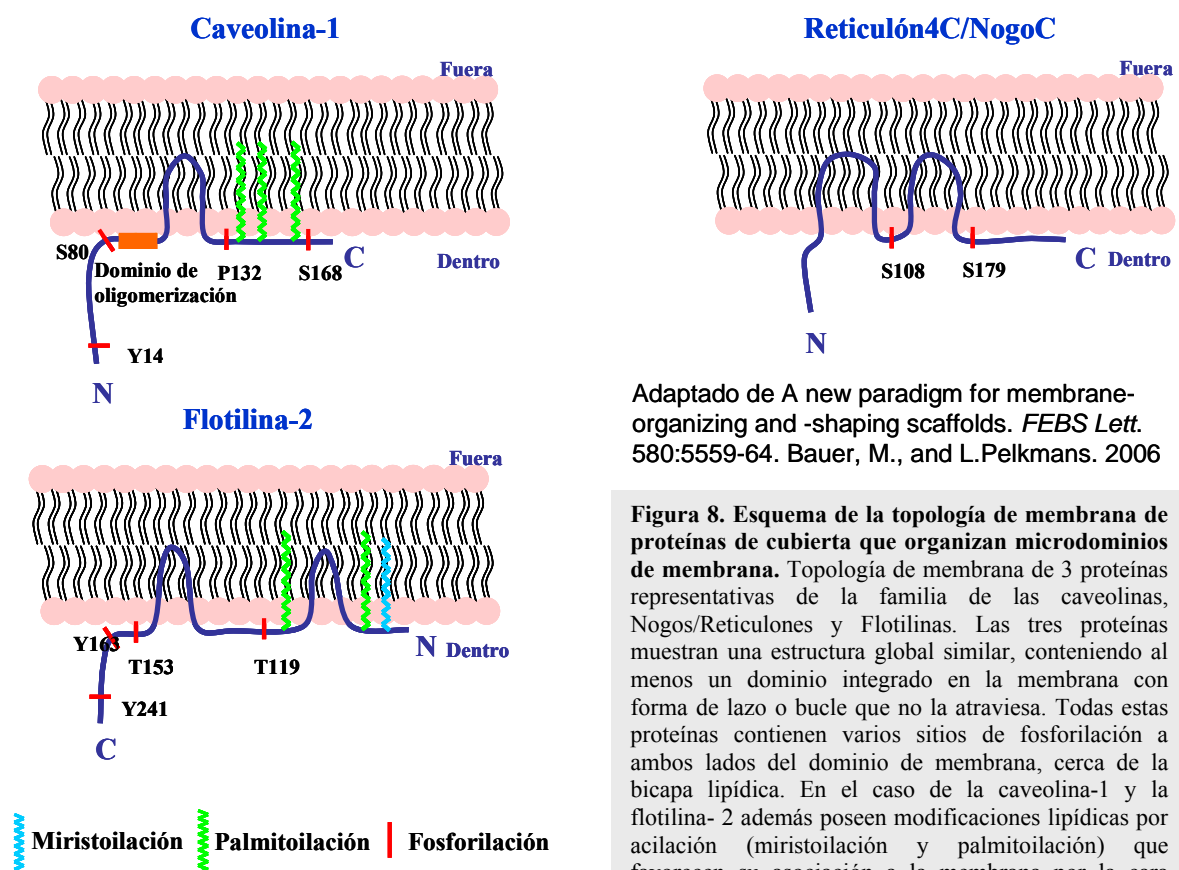 Caveolina-1
Fuera
S80
Dominio de
oligomerización
P132
S168
C
Dentro
Y14
N
Reticulón4C/NogoC
Fuera
S108
S179
C Dentro
N
Flotilina-2
Fuera
Y163
T153
T119
N Dentro
Y241
C
Miristoilación
Palmitoilación
Fosforilación
Adaptado de A new paradigm for membrane-
organizing and -shaping scaffolds. FEBS Lett.
580:5559-64. Bauer, M., and L.Pelkmans. 2006
Figura 8. Esquema de la topología de membrana de
proteínas de cubierta que organizan microdominios
de membrana. Topología de membrana de 3 proteínas
representativas de la familia de las caveolinas,
Nogos/Reticulones y Flotilinas. Las tres proteínas
muestran una estructura global similar, conteniendo al
menos un dominio integrado en la membrana con
forma de lazo o bucle que no la atraviesa. Todas estas
proteínas contienen varios sitios de fosforilación a
ambos lados del dominio de membrana, cerca de la
bicapa lipídica. En el caso de la caveolina-1 y la
flotilina- 2 además poseen modificaciones lipídicas por
acilación (miristoilación y palmitoilación) que